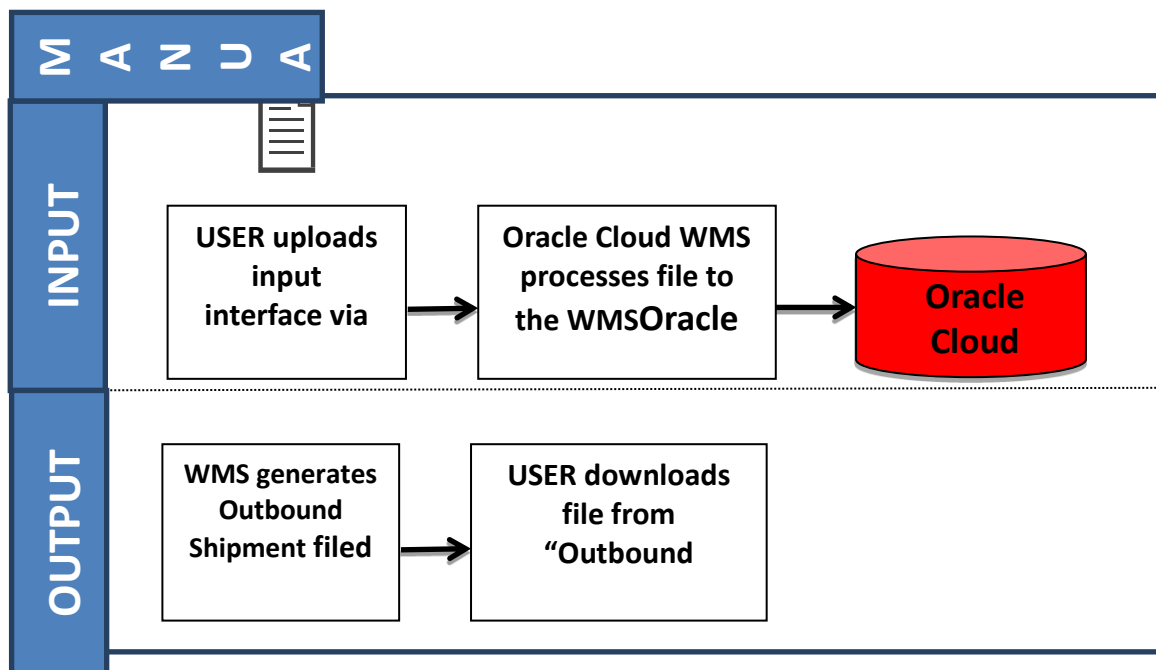 M A N U A
INPUT
USER uploads
input
interface via
Oracle Cloud WMS
processes file to
the WMSOracle
Oracle
Cloud
OUTPUT
WMS generates
Outbound
Shipment filed
USER downloads
file from
“Outbound